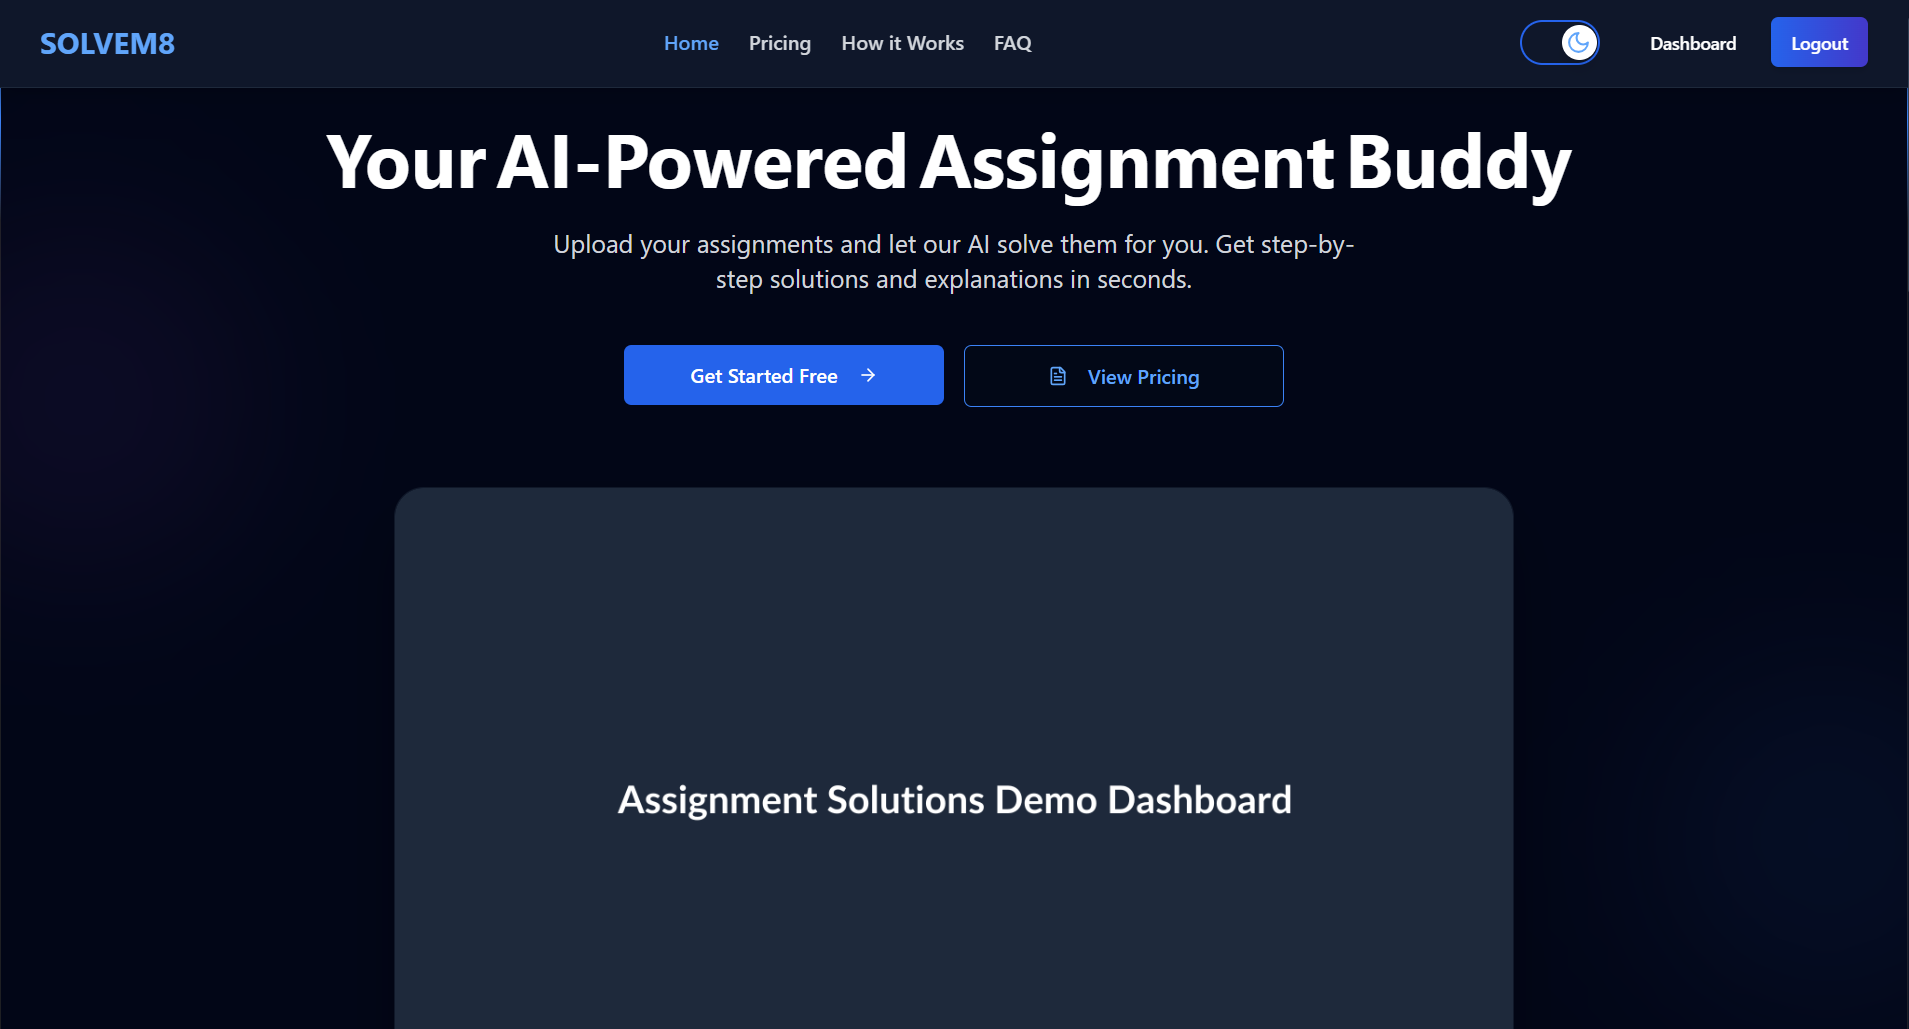 SOLVEM8
Home
Pricing
How it Works
FAQ
Dashboard
Logout
Your AI-Powered Assignment Buddy
Upload your assignments and let our AI solve them for you. Get step-by-
step solutions and explanations in seconds.
Get Started Free
View Pricing
Assignment Solutions Demo Dashboard